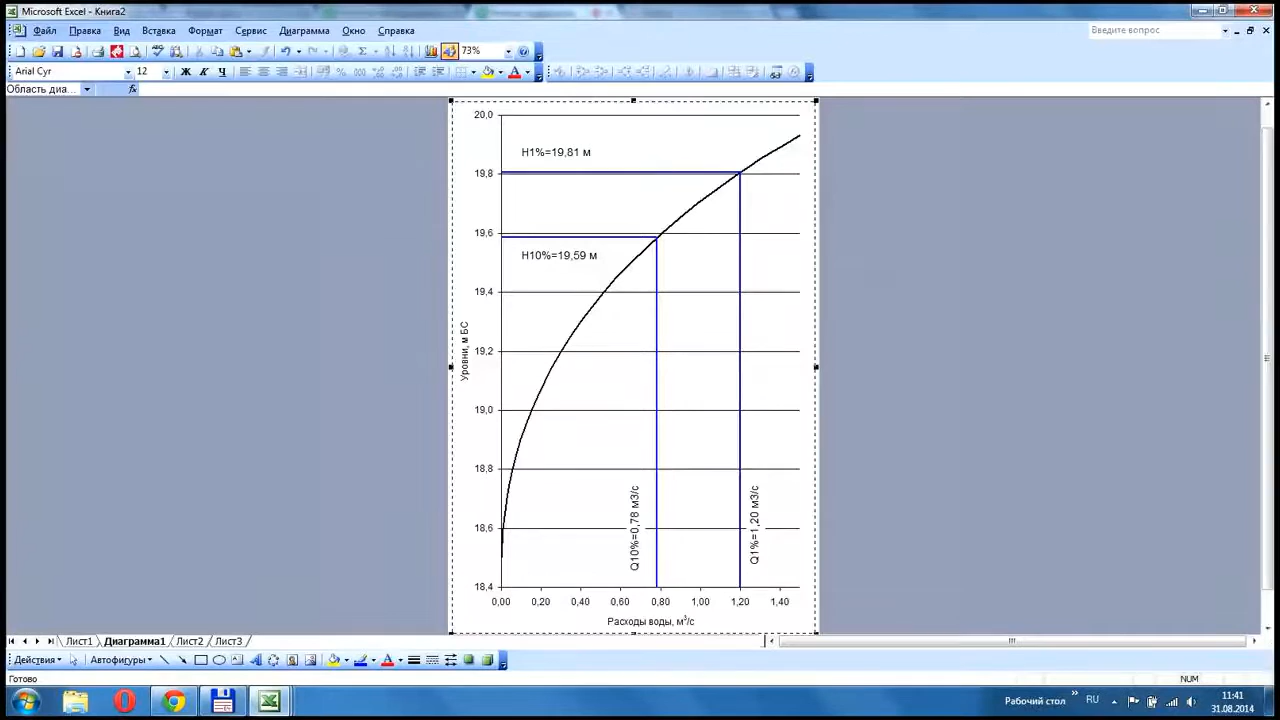 Microsoft Excel - Книга2
Файл Правка Вид Вставка Формат Сервис Диаграмма Окно Справка
Введите вопрос
73%
Arial Cyr 12 Ж К Ч
Область диа... fx
20,0
H1%=19,81 м
19,8
19,6
H10%=19,59 м
19,4
19,2
19,0
18,8
18,6
18,4
Уровни, м БС
Q10%=0,78 м3/с
Q1%=1,20 м3/с
0,00 0,20 0,40 0,60 0,80 1,00 1,20 1,40
Расходы воды, м³/с
Лист1 Диаграмма1 Лист2 Лист3
Действия Автофигуры
Готово
NUM
Рабочий стол » RU
11:41
31.08.2014